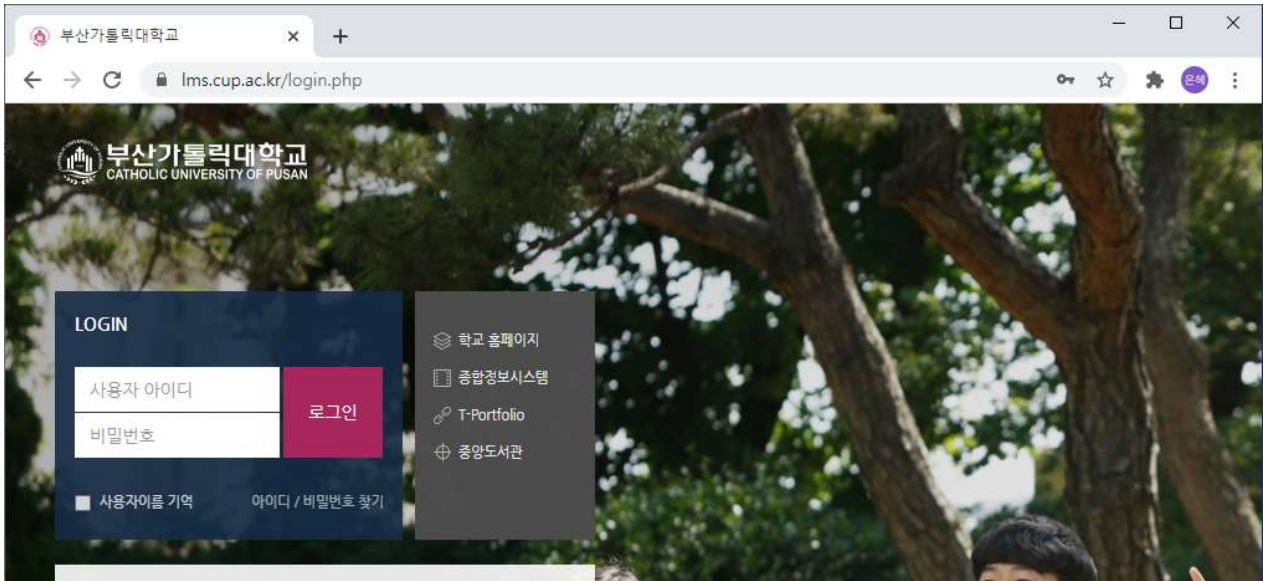 부산가톨릭대학교
lms.cup.ac.kr/login.php
은혜
부산가톨릭대학교
CATHOLIC UNIVERSITY OF PUSAN
LOGIN
사용자 아이디
비밀번호
로그인
사용자이름 기억
아이디 / 비밀번호 찾기
학교 홈페이지
종합정보시스템
T-Portfolio
중앙도서관